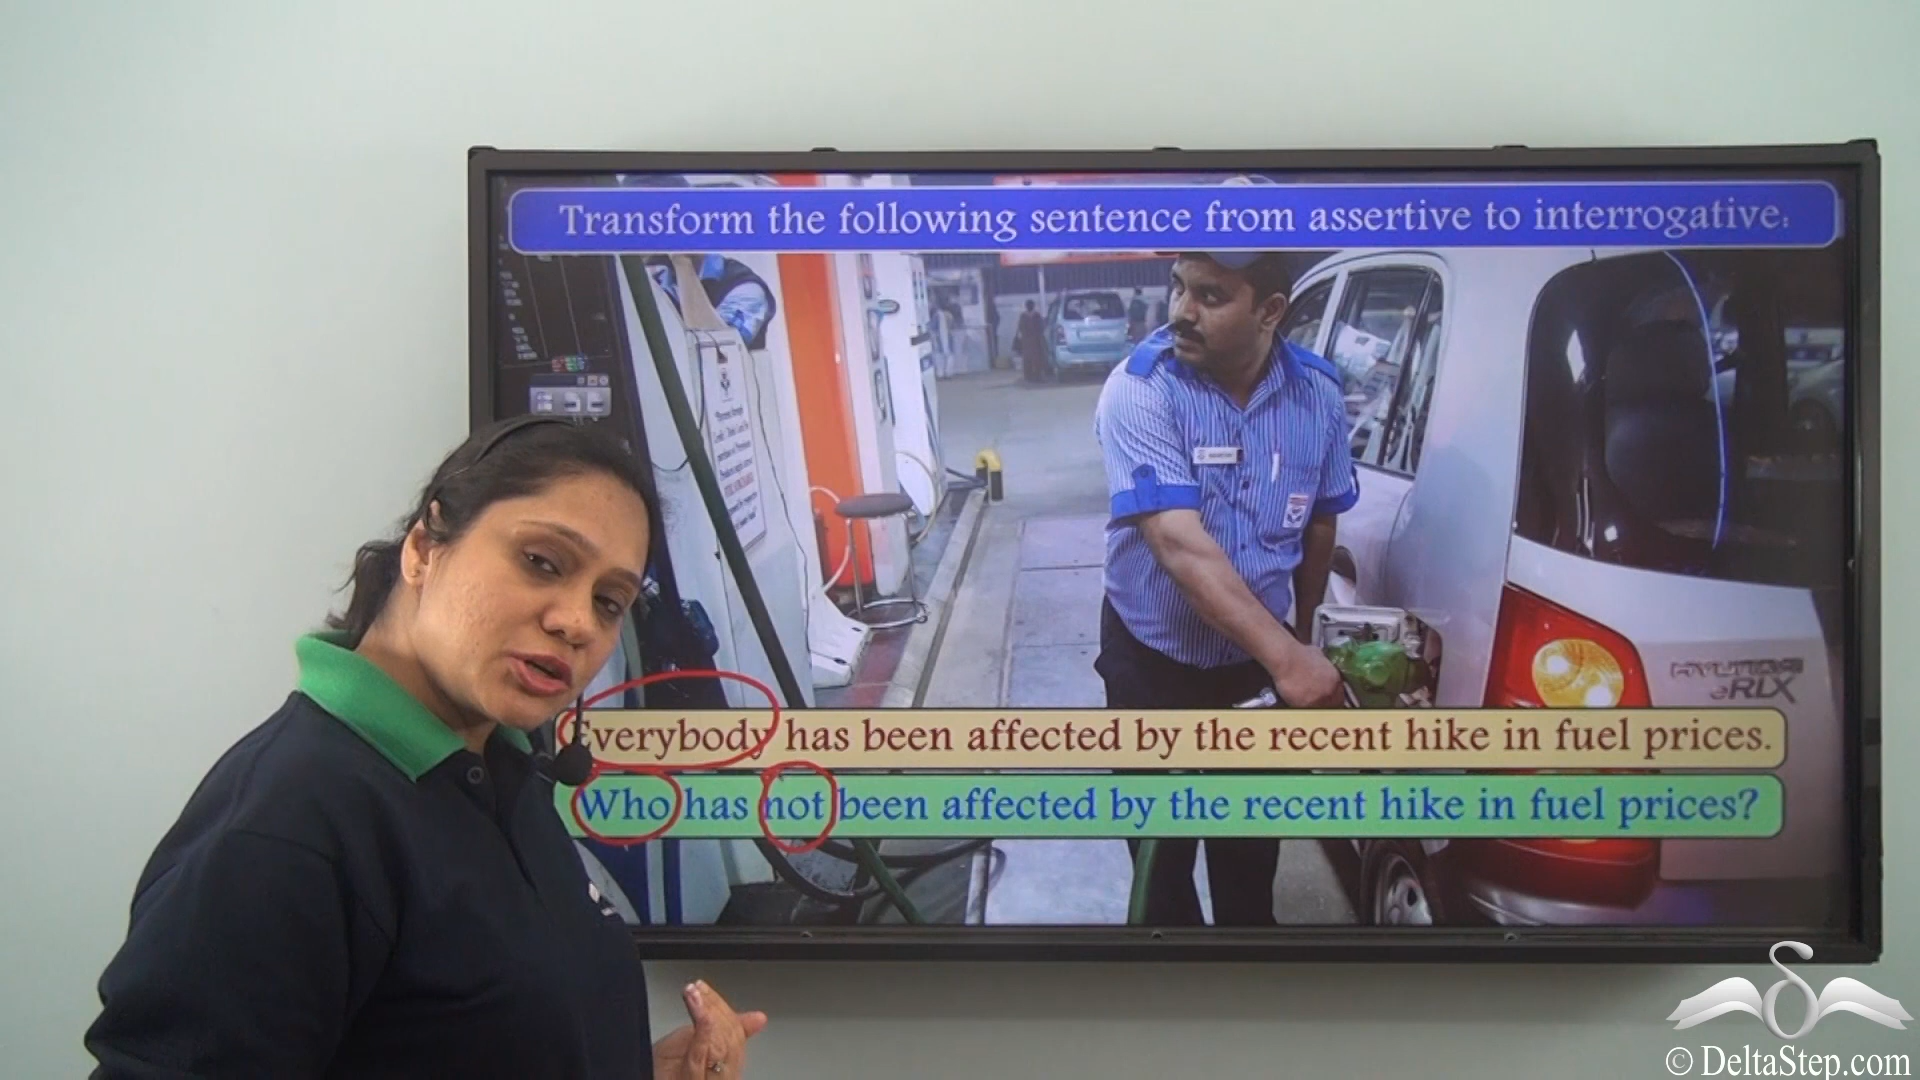 Transform the following sentence from assertive to interrogative:
Everybody has been affected by the recent hike in fuel prices.
Who has not been affected by the recent hike in fuel prices?
eRLX
© DeltaStep.com